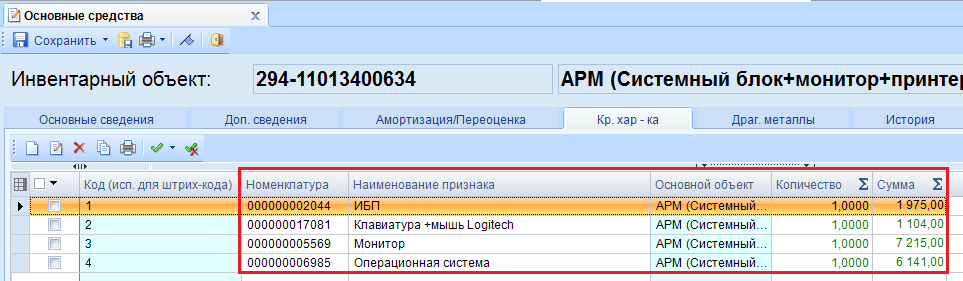 Основные средства
Сохранить
Инвентарный объект: 294-11013400634 АРМ (Системный блок+монитор+принтер
Основные сведения Доп. сведения Амортизация/Переоценка Кр. хар - ка Драг. металлы История
Код (исп. для штрих-кода) Номенклатура Наименование признака Основной объект Количество Σ Сумма Σ
1 000000002044 ИБП АРМ (Системный... 1,0000 1 975,00
2 000000017081 Клавиатура +мышь Logitech АРМ (Системный... 1,0000 1 104,00
3 000000005569 Монитор АРМ (Системный... 1,0000 7 215,00
4 000000006985 Операционная система АРМ (Системный... 1,0000 6 141,00